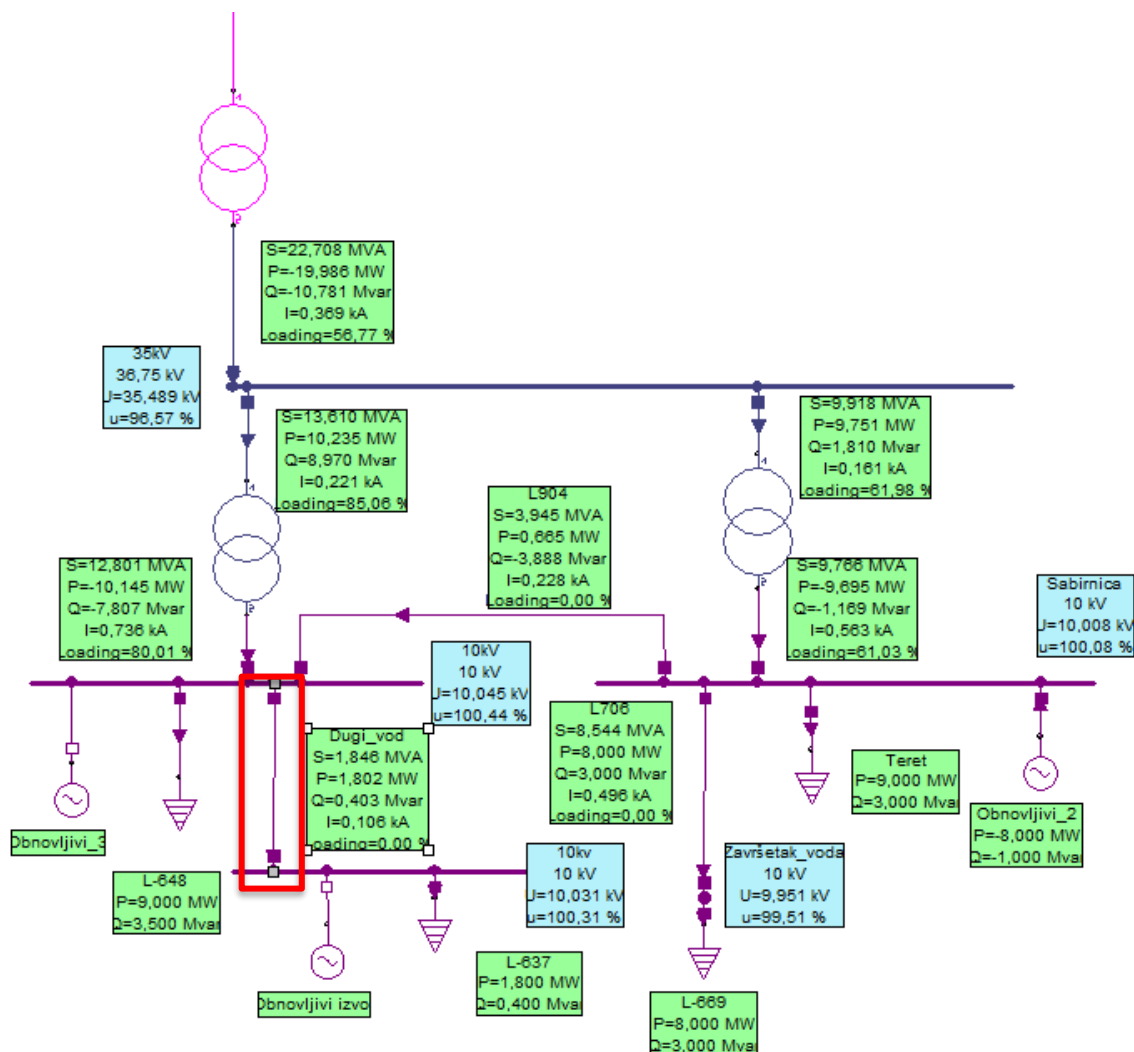 1
2
S=22,708 MVA
P=-19,986 MW
Q=-10,781 Mvar
I=0,369 kA
Loading=56,77 %
35kV
36,75 kV
U=35,489 kV
u=96,57 %
S=13,610 MVA
P=10,235 MW
Q=8,970 Mvar
I=0,221 kA
Loading=85,06 %
S=9,918 MVA
P=9,751 MW
Q=1,810 Mvar
I=0,161 kA
Loading=61,98 %
1
2
1
2
L904
S=3,945 MVA
P=0,665 MW
Q=-3,888 Mvar
I=0,228 kA
Loading=0,00 %
S=12,801 MVA
P=-10,145 MW
Q=-7,807 Mvar
I=0,736 kA
Loading=80,01 %
S=9,766 MVA
P=-9,695 MW
Q=-1,169 Mvar
I=0,563 kA
Loading=61,03 %
Sabirnica
10 kV
U=10,008 kV
u=100,08 %
10kV
10 kV
U=10,045 kV
u=100,44 %
Dugi_vod
S=1,846 MVA
P=1,802 MW
Q=0,403 Mvar
I=0,106 kA
Loading=0,00 %
L706
S=8,544 MVA
P=8,000 MW
Q=3,000 Mvar
I=0,496 kA
Loading=0,00 %
Teret
P=9,000 MW
Q=3,000 Mvar
Obnovljivi_2
P=-8,000 MW
Q=-1,000 Mvar
Obnovljivi_3
L-648
P=9,000 MW
Q=3,500 Mvar
10kv
10 kV
U=10,031 kV
u=100,31 %
Završetak_voda
10 kV
U=9,951 kV
u=99,51 %
Obnovljivi izvo
L-637
P=1,800 MW
Q=0,400 Mvar
L-669
P=8,000 MW
Q=3,000 Mvar